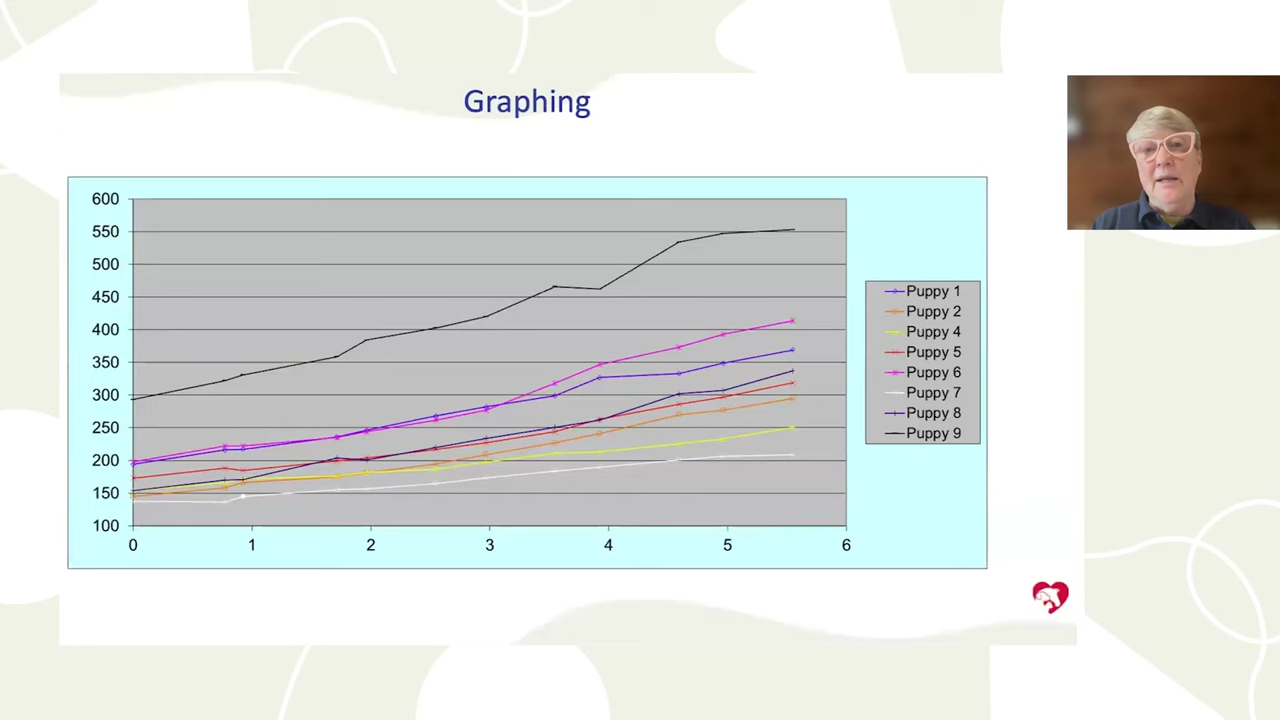 Graphing
600
550
500
450
400
350
300
250
200
150
100
0 1 2 3 4 5 6
Puppy 1
Puppy 2
Puppy 4
Puppy 5
Puppy 6
Puppy 7
Puppy 8
Puppy 9